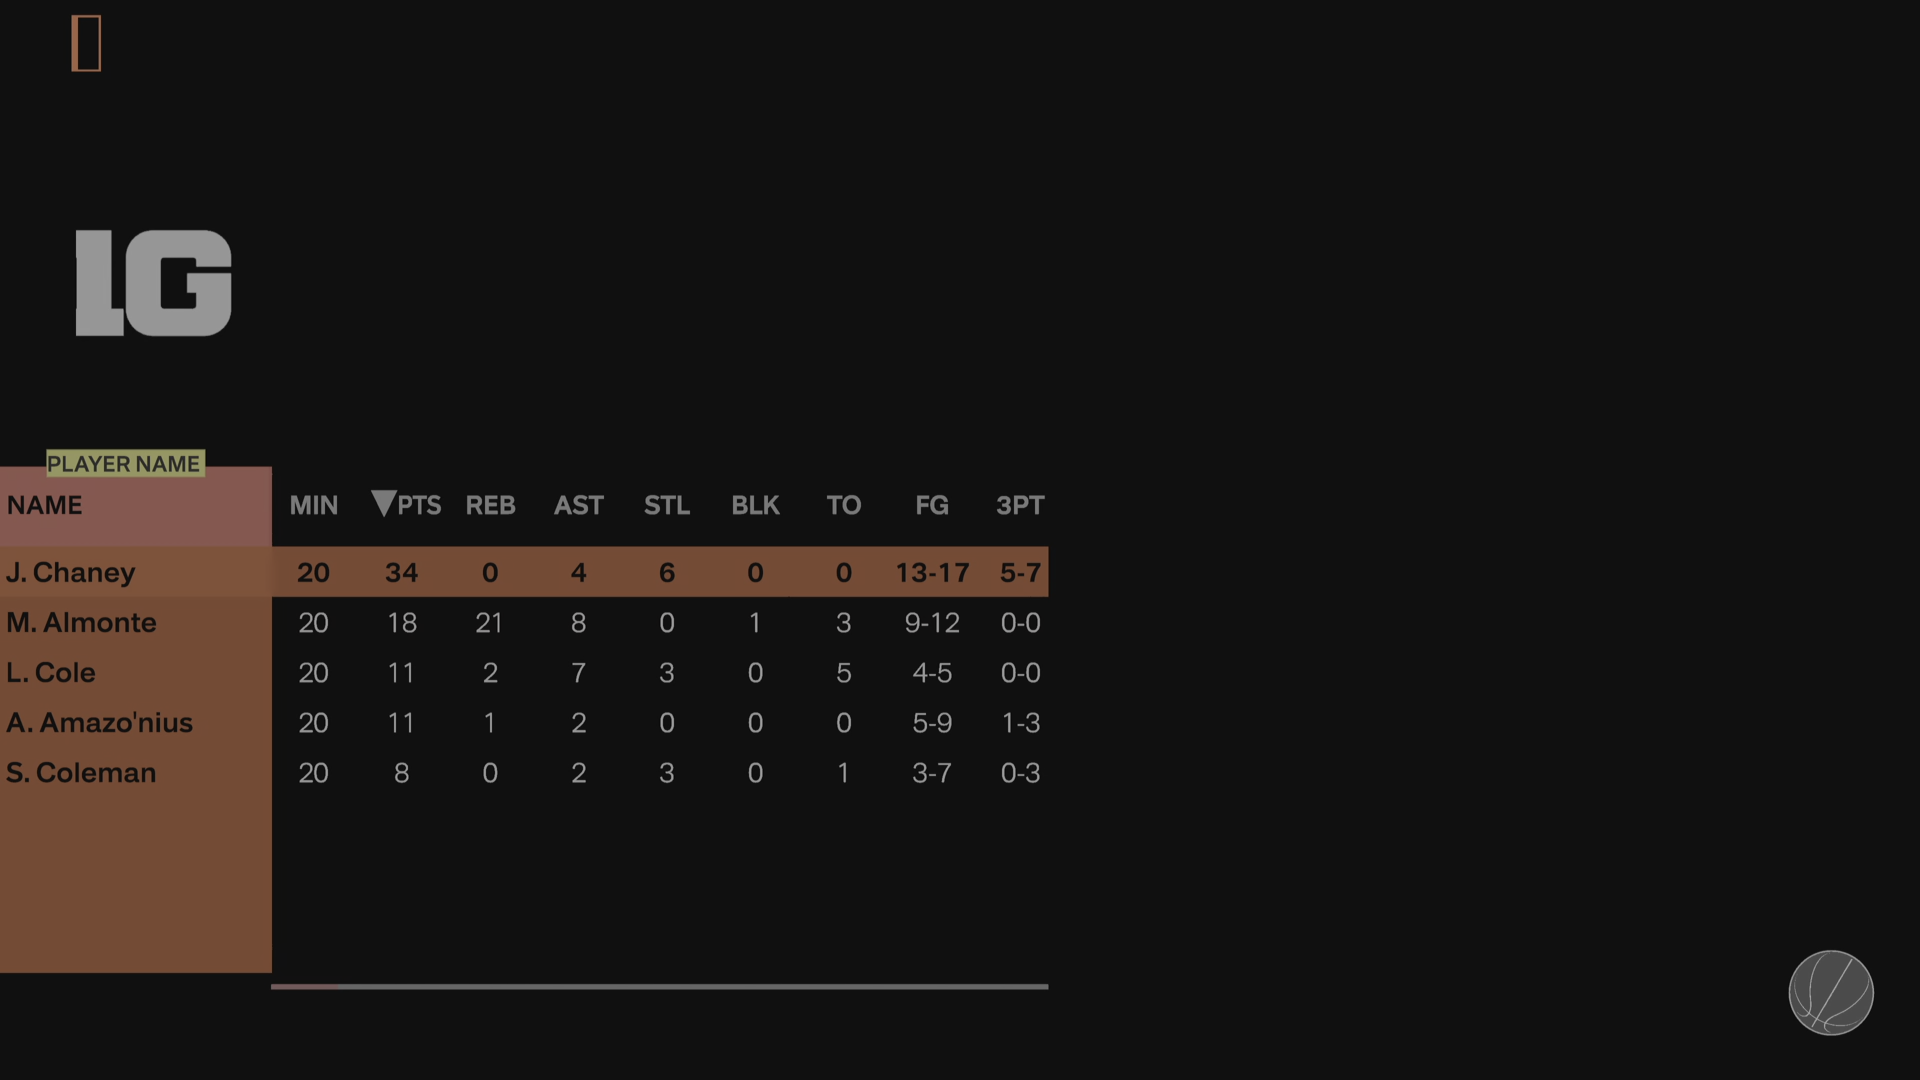 IG
PLAYER NAME
NAME MIN ▼PTS REB AST STL BLK TO FG 3PT
J. Chaney 20 34 0 4 6 0 0 13-17 5-7
M. Almonte 20 18 21 8 0 1 3 9-12 0-0
L. Cole 20 11 2 7 3 0 5 4-5 0-0
A. Amazo'nius 20 11 1 2 0 0 0 5-9 1-3
S. Coleman 20 8 0 2 3 0 1 3-7 0-3